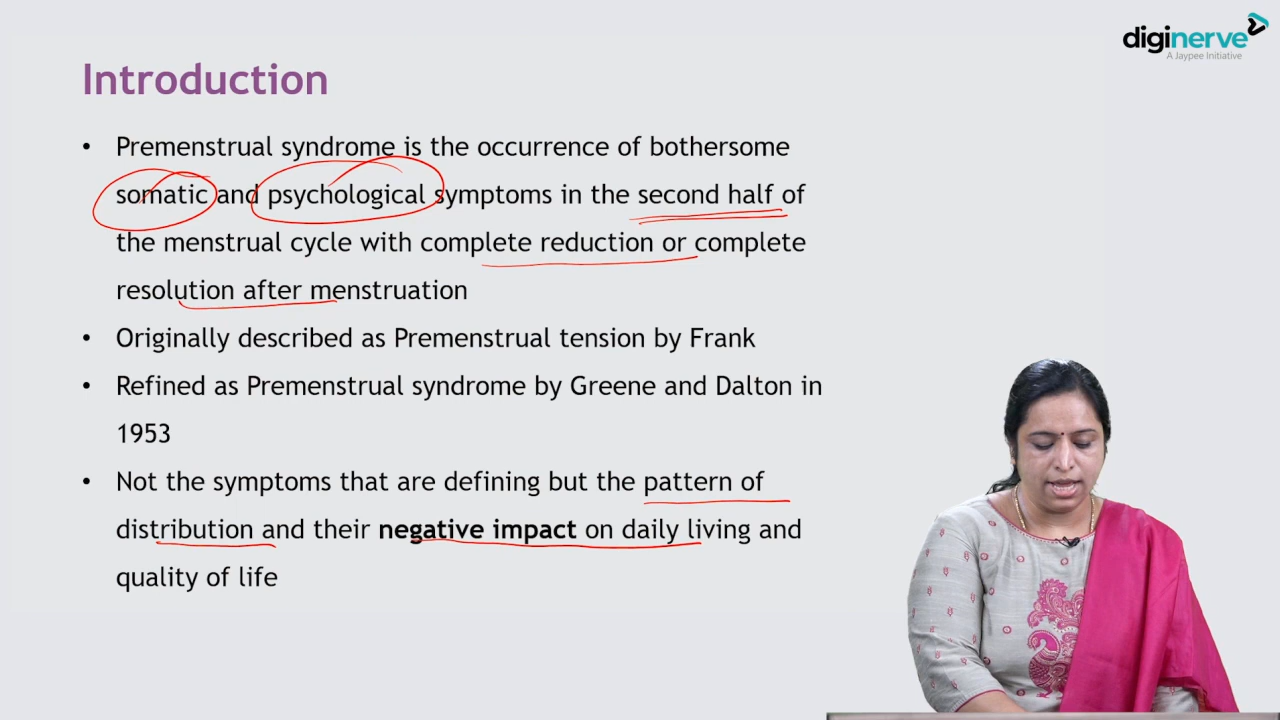 diginerve
A Jaypee Initiative
Introduction
• Premenstrual syndrome is the occurrence of bothersome
somatic and psychological symptoms in the second half of
the menstrual cycle with complete reduction or complete
resolution after menstruation
• Originally described as Premenstrual tension by Frank
• Refined as Premenstrual syndrome by Greene and Dalton in
1953
• Not the symptoms that are defining but the pattern of
distribution and their negative impact on daily living and
quality of life